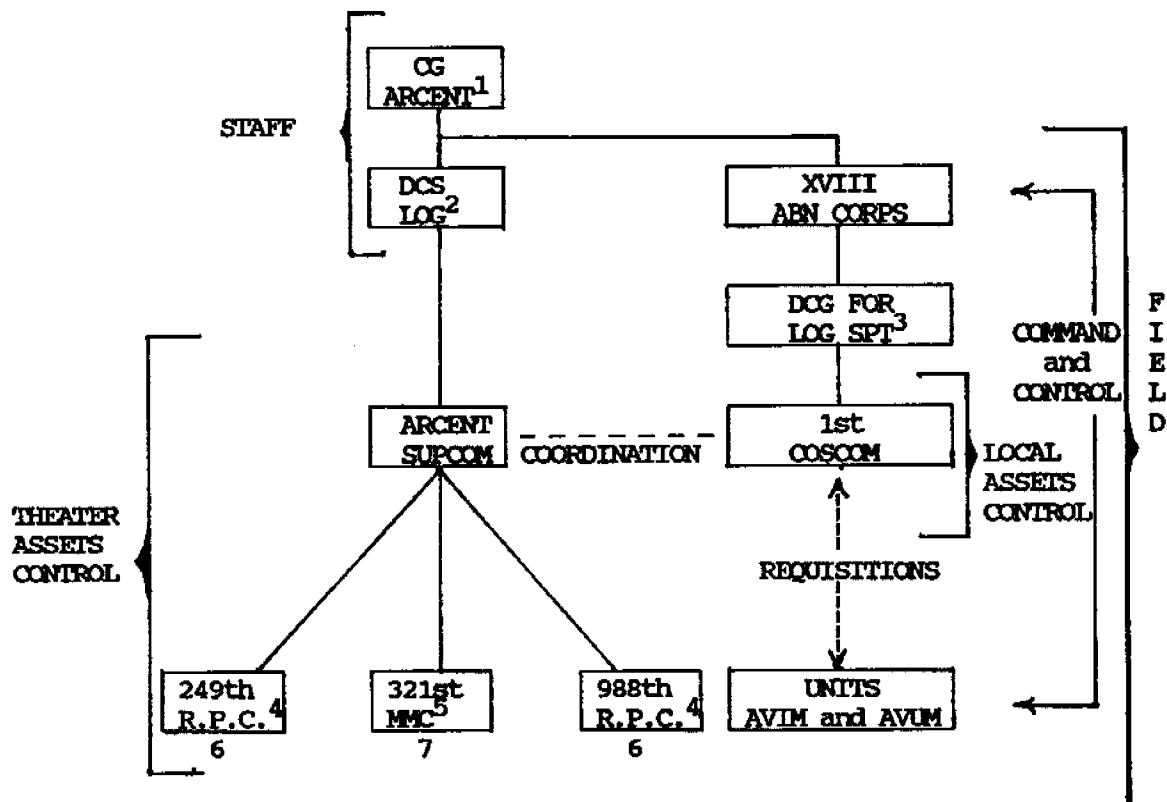 CG
ARCENT1
STAFF
DCS
LOG2
XVIII
ABN CORPS
DCG FOR
LOG SPT3
COMMAND
and
CONTROL
FIELD
ARCENT
SUPCOM
COORDINATION
1st
COSCOM
LOCAL
ASSETS
CONTROL
THEATER
ASSETS
CONTROL
REQUISITIONS
249th
R.P.C.4
6
321st
MMC5
7
988th
R.P.C.4
6
UNITS
AVIM and AVUM